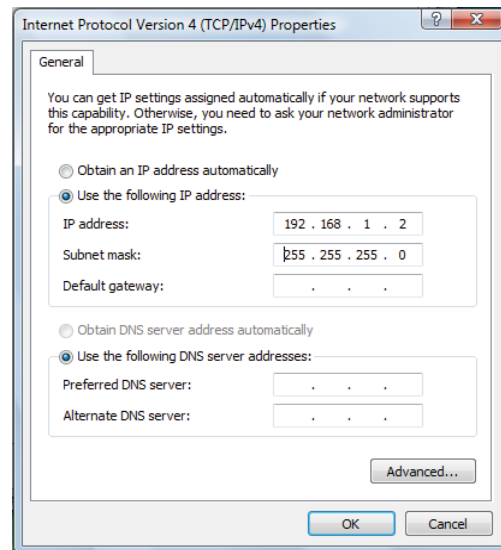 Internet Protocol Version 4 (TCP/IPv4) Properties
?
X
General
You can get IP settings assigned automatically if your network supports
this capability. Otherwise, you need to ask your network administrator
for the appropriate IP settings.
Obtain an IP address automatically
Use the following IP address:
IP address: 192 . 168 . 1 . 2
Subnet mask: 255 . 255 . 255 . 0
Default gateway: . . .
Obtain DNS server address automatically
Use the following DNS server addresses:
Preferred DNS server: . . .
Alternate DNS server: . . .
Advanced...
OK Cancel